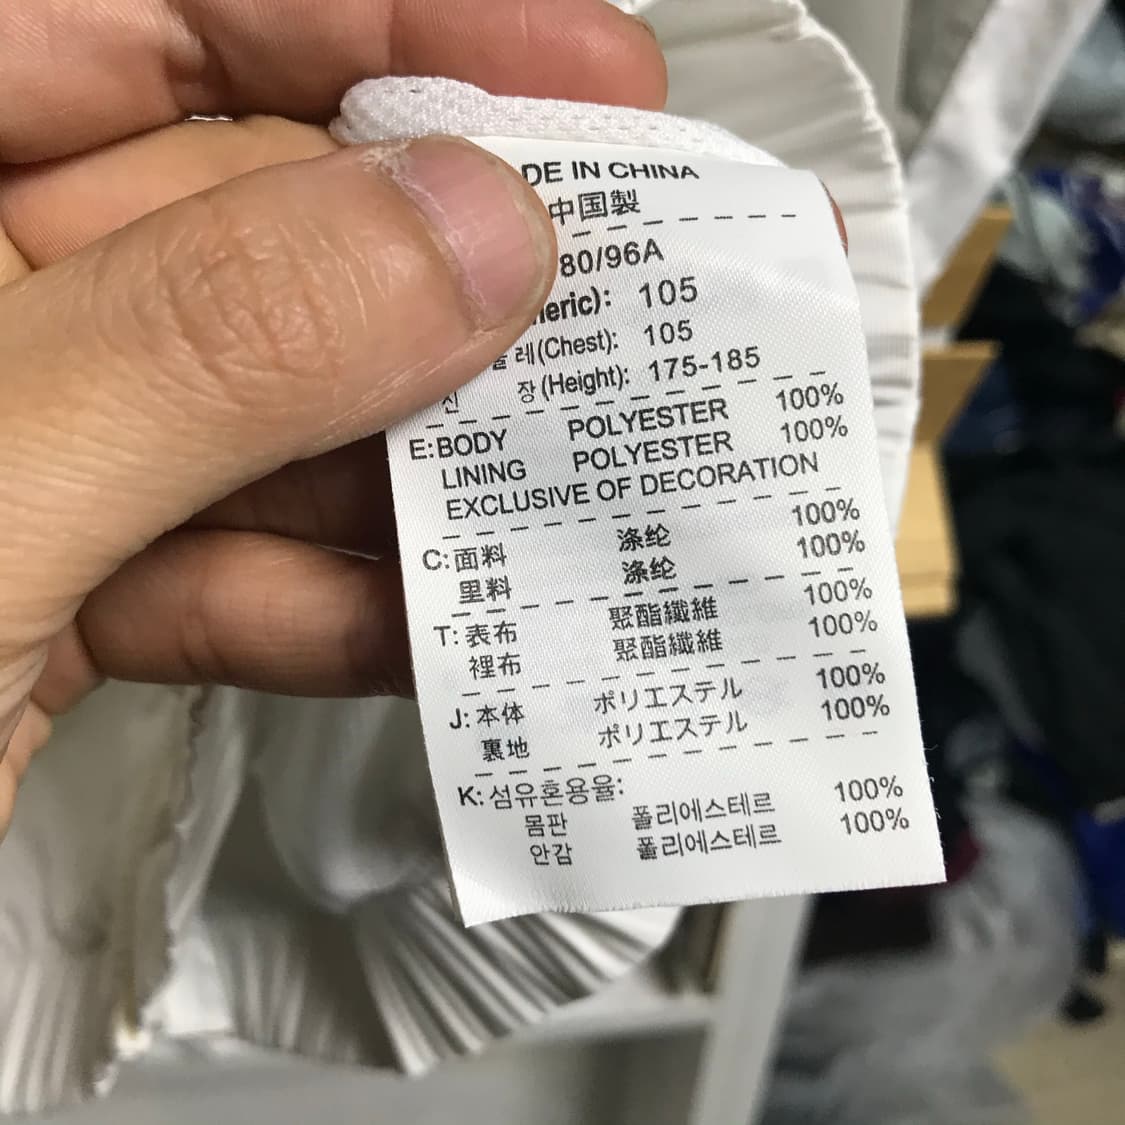 DE IN CHINA
中国製
80/96A
neric): 105
레(Chest): 105
신 장(Height): 175-185
E:BODY POLYESTER 100%
LINING POLYESTER 100%
EXCLUSIVE OF DECORATION
C:面料 涤纶 100%
里料 涤纶 100%
T:表布 聚酯纖維 100%
裡布 聚酯纖維 100%
J:本体 ポリエステル 100%
裏地 ポリエステル 100%
K:섬유혼용율:
몸판 폴리에스테르 100%
안감 폴리에스테르 100%